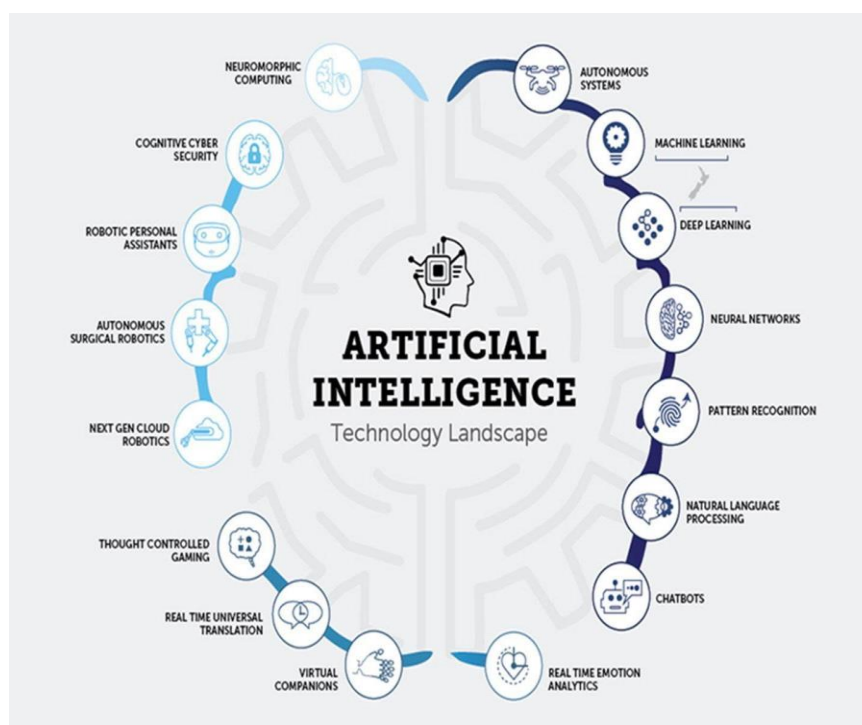 NEUROMORPHIC
COMPUTING
AUTONOMOUS
SYSTEMS
COGNITIVE CYBER
SECURITY
MACHINE LEARNING
ROBOTIC PERSONAL
ASSISTANTS
DEEP LEARNING
AUTONOMOUS
SURGICAL ROBOTICS
NEURAL NETWORKS
ARTIFICIAL
INTELLIGENCE
Technology Landscape
NEXT GEN CLOUD
ROBOTICS
PATTERN RECOGNITION
NATURAL LANGUAGE
PROCESSING
THOUGHT CONTROLLED
GAMING
CHATBOTS
REAL TIME UNIVERSAL
TRANSLATION
VIRTUAL
COMPANIONS
REAL TIME EMOTION
ANALYTICS